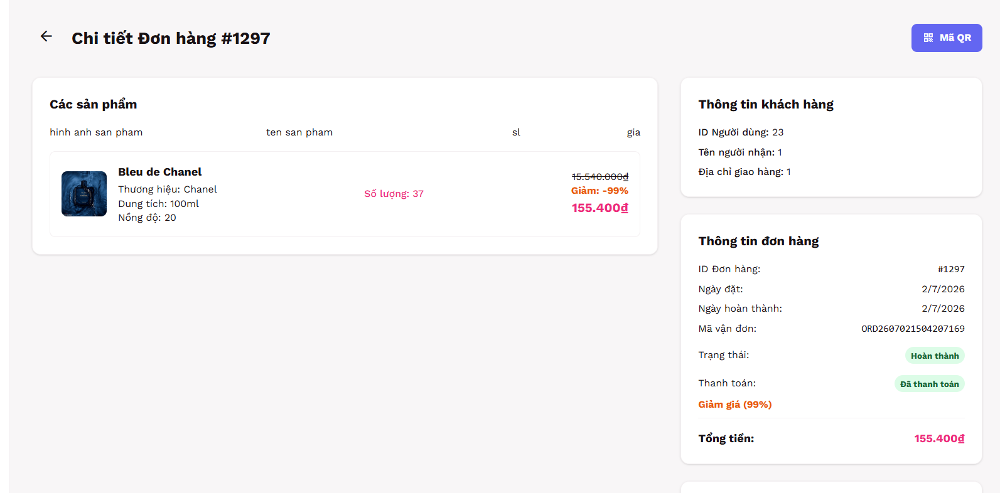 Chi tiết Đơn hàng #1297
Mã QR
Các sản phẩm
hinh anh san pham ten san pham sl gia
Bleu de Chanel
Thương hiệu: Chanel
Dung tích: 100ml
Nồng độ: 20
Số lượng: 37
15.540.000₫
Giảm: -99%
155.400₫
Thông tin khách hàng
ID Người dùng: 23
Tên người nhận: 1
Địa chỉ giao hàng: 1
Thông tin đơn hàng
ID Đơn hàng: #1297
Ngày đặt: 2/7/2026
Ngày hoàn thành: 2/7/2026
Mã vận đơn: ORD2607021504207169
Trạng thái: Hoàn thành
Thanh toán: Đã thanh toán
Giảm giá (99%)
Tổng tiền: 155.400₫